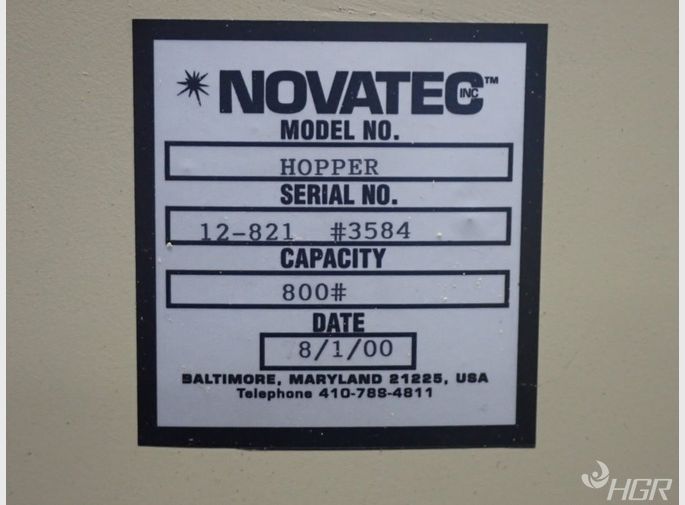 NOVATEC INC™
MODEL NO.
HOPPER
SERIAL NO.
12-821 #3584
CAPACITY
800#
DATE
8/1/00
BALTIMORE, MARYLAND 21225, USA
Telephone 410-789-4811
HGR